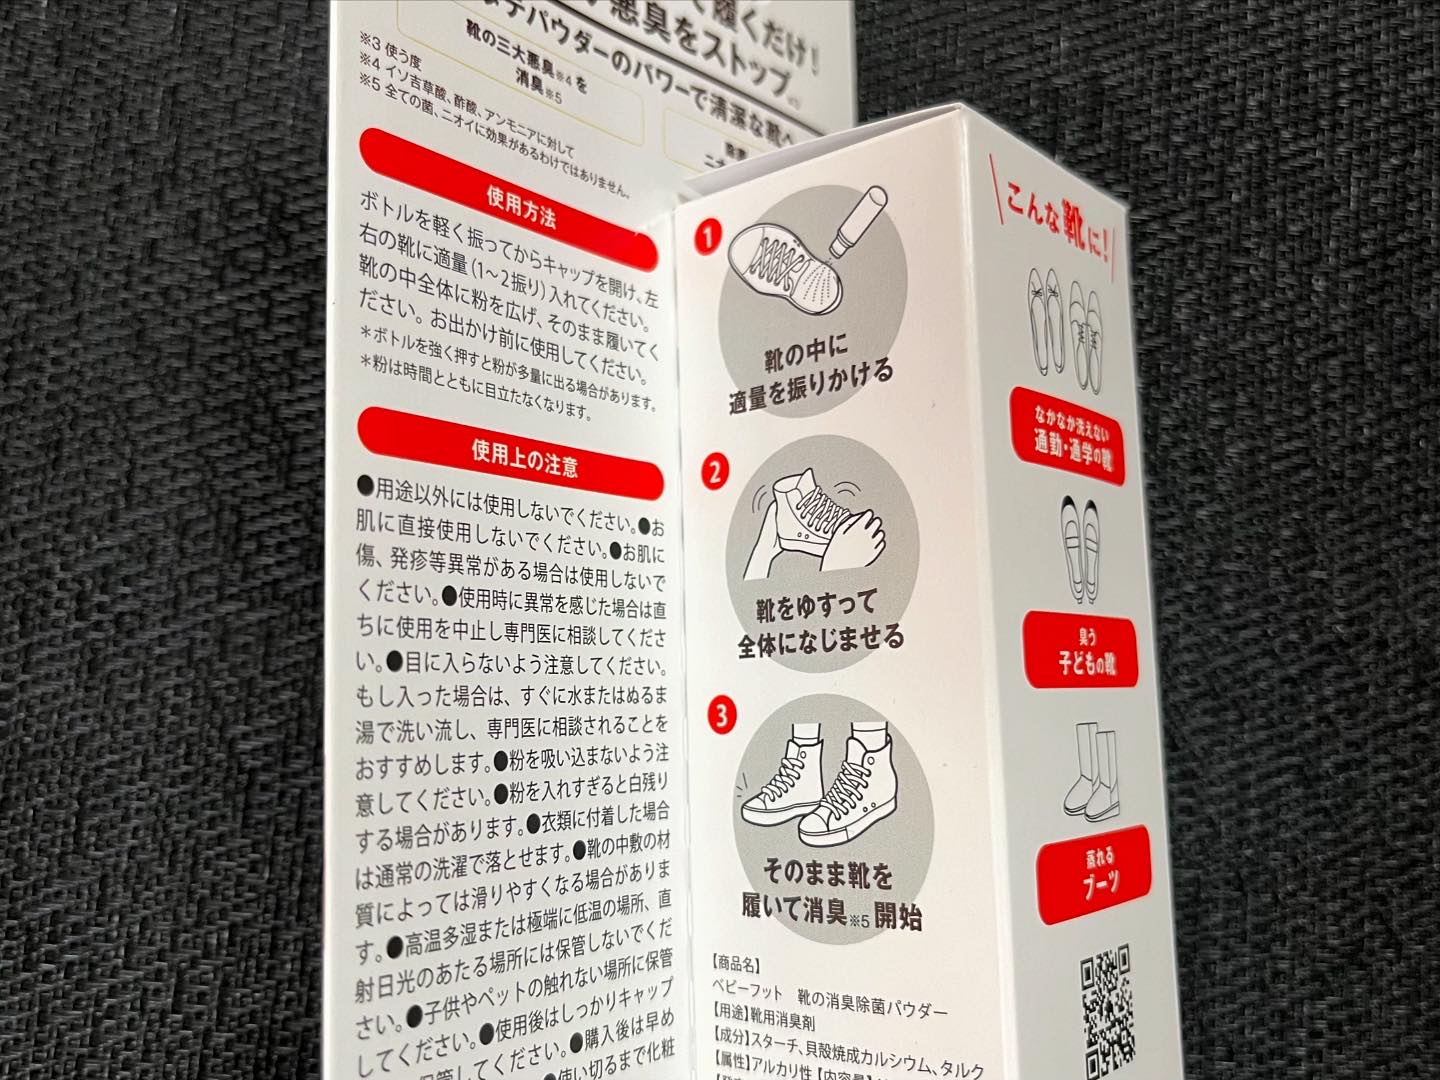 履くだけ!
悪臭をストップ。
ホタテパウダーのパワーで清潔な靴へ
靴の三大悪臭※4を
消臭※5
※3 使う度
※4 イソ吉草酸、酢酸、アンモニアに対して
※5 全ての菌、ニオイに効果があるわけではありません。
使用方法
ボトルを軽く振ってからキャップを開け、左
右の靴に適量(1〜2振り)入れてください。
靴の中全体に粉を広げ、そのまま履いてく
ださい。お出かけ前に使用してください。
*ボトルを強く押すと粉が多量に出る場合があります。
*粉は時間とともに目立たなくなります。
使用上の注意
●用途以外には使用しないでください。●お
肌に直接使用しないでください。●お肌に
傷、発疹等異常がある場合は使用しないで
ください。●使用時に異常を感じた場合は直
ちに使用を中止し専門医に相談してくださ
い。●目に入らないよう注意してください。
もし入った場合は、すぐに水またはぬるま
湯で洗い流し、専門医に相談されることを
おすすめします。●粉を吸い込まないよう注
意してください。●粉を入れすぎると白残り
する場合があります。●衣類に付着した場合
は通常の洗濯で落とせます。●靴の中敷の材
質によっては滑りやすくなる場合がありま
す。●高温多湿または極端に低温の場所、直
射日光のあたる場所には保管しないでくだ
さい。●子供やペットの触れない場所に保管
してください。●使用後はしっかりキャップ
保管してください。●購入後は早め
●使い切るまで化粧
1
靴の中に
適量を振りかける
2
靴をゆすって
全体になじませる
3
そのまま靴を
履いて消臭※5開始
【商品名】
ベビーフット 靴の消臭除菌パウダー
【用途】靴用消臭剤
【成分】スターチ、貝殻焼成カルシウム、タルク
【属性】アルカリ性【内容量】
こんな靴に!
なかなか洗えない
通勤・通学の靴
臭う
子どもの靴
蒸れる
ブーツ